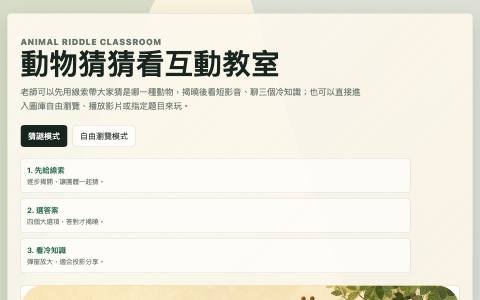 ANIMAL RIDDLE CLASSROOM
動物猜猜看互動教室
老師可以先用線索帶大家猜是哪一種動物，揭曉後看短影音、聊三個冷知識；也可以直接進
入圖庫自由瀏覽、播放影片或指定題目來玩。
猜謎模式 自由瀏覽模式
1. 先給線索
逐步揭開，讓團體一起猜。
2. 選答案
四個大選項，答對才揭曉。
3. 看冷知識
彈窗放大，適合投影分享。